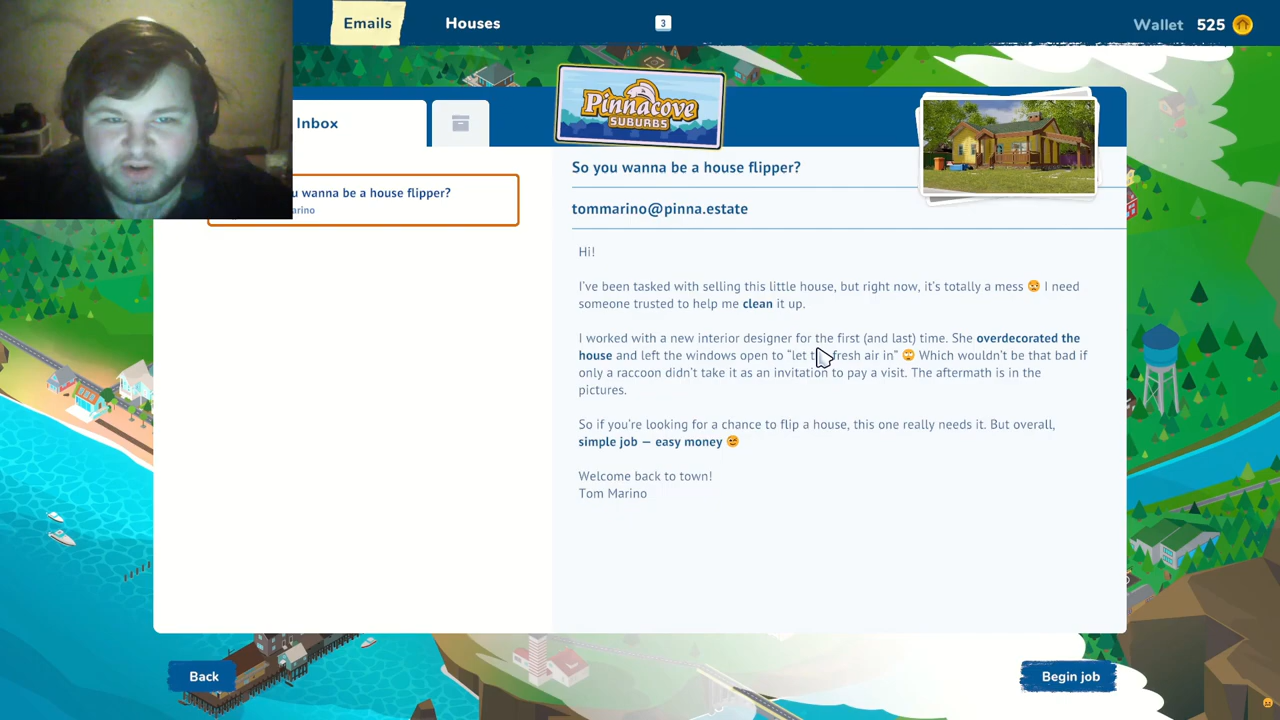 Emails
Houses
3
Wallet 525
Inbox
Pinnacove
SUBURBS
u wanna be a house flipper?
arino
So you wanna be a house flipper?
tommarino@pinna.estate
Hi!
I've been tasked with selling this little house, but right now, it's totally a mess 😥 I need
someone trusted to help me clean it up.
I worked with a new interior designer for the first (and last) time. She overdecorated the
house and left the windows open to “let t fresh air in” 🙄 Which wouldn't be that bad if
only a raccoon didn't take it as an invitation to pay a visit. The aftermath is in the
pictures.
So if you're looking for a chance to flip a house, this one really needs it. But overall,
simple job — easy money 😊
Welcome back to town!
Tom Marino
Back
Begin job